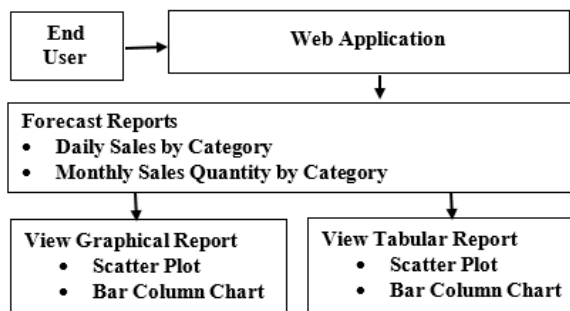 End
User
Web Application
Forecast Reports
• Daily Sales by Category
• Monthly Sales Quantity by Category
View Graphical Report
• Scatter Plot
• Bar Column Chart
View Tabular Report
• Scatter Plot
• Bar Column Chart